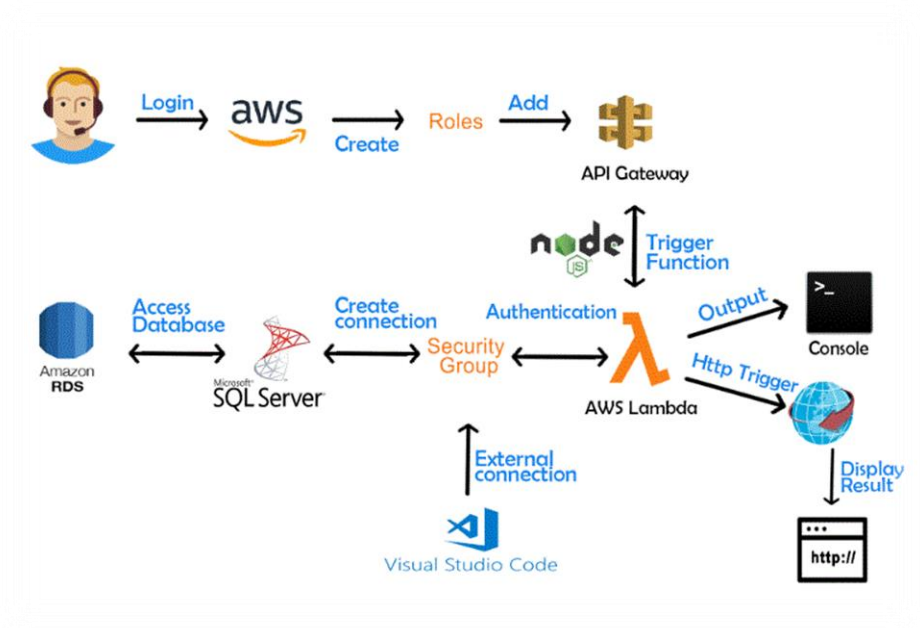 Login
aws
Create
Roles
Add
API Gateway
node
JS
Trigger
Function
Access
Database
Create
connection
Authentication
Output
>_
Console
Amazon
RDS
Microsoft®
SQL Server
Security
Group
AWS Lambda
Http Trigger
External
connection
Display
Result
Visual Studio Code
http://